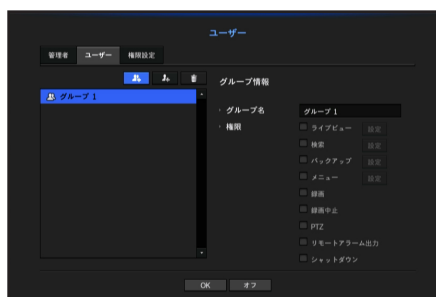 ユーザー
管理者 ユーザー 権限設定
グループ情報
グループ 1
グループ名 グループ 1
権限 ライブビュー 設定
検索 設定
バックアップ 設定
メニュー 設定
録画
録画中止
PTZ
リモートアラーム出力
シャットダウン
OK オフ